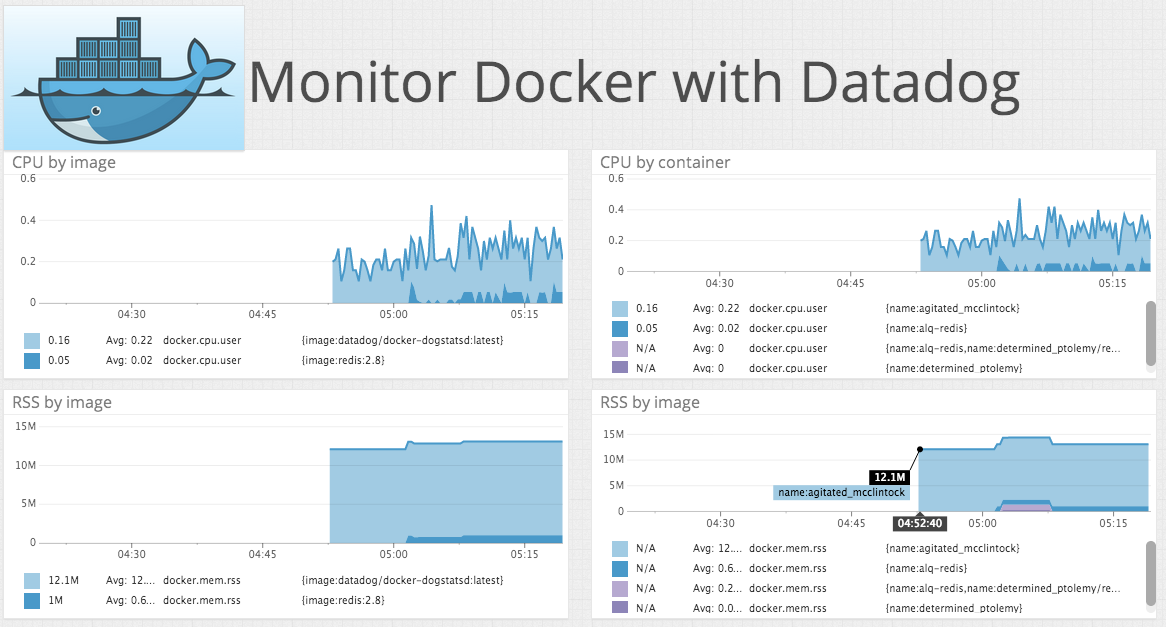 Monitor Docker with Datadog
CPU by image
0.6
0.4
0.2
0
04:30 04:45 05:00 05:15
0.16 Avg: 0.22 docker.cpu.user {image:datadog/docker-dogstatsd:latest}
0.05 Avg: 0.02 docker.cpu.user {image:redis:2.8}
CPU by container
0.6
0.4
0.2
0
04:30 04:45 05:00 05:15
0.16 Avg: 0.22 docker.cpu.user {name:agitated_mcclintock}
0.05 Avg: 0.02 docker.cpu.user {name:alq-redis}
N/A Avg: 0 docker.cpu.user {name:alq-redis,name:determined_ptolemy/re...
N/A Avg: 0 docker.cpu.user {name:determined_ptolemy}
RSS by image
15M
10M
5M
0
04:30 04:45 05:00 05:15
12.1M Avg: 12.... docker.mem.rss {image:datadog/docker-dogstatsd:latest}
1M Avg: 0.6... docker.mem.rss {image:redis:2.8}
RSS by image
15M
10M
12.1M
name:agitated_mcclintock
5M
0
04:30 04:45 04:52:40 05:00 05:15
N/A Avg: 12.... docker.mem.rss {name:agitated_mcclintock}
N/A Avg: 0.6... docker.mem.rss {name:alq-redis}
N/A Avg: 0.2... docker.mem.rss {name:alq-redis,name:determined_ptolemy/re...
N/A Avg: 0.0... docker.mem.rss {name:determined_ptolemy}